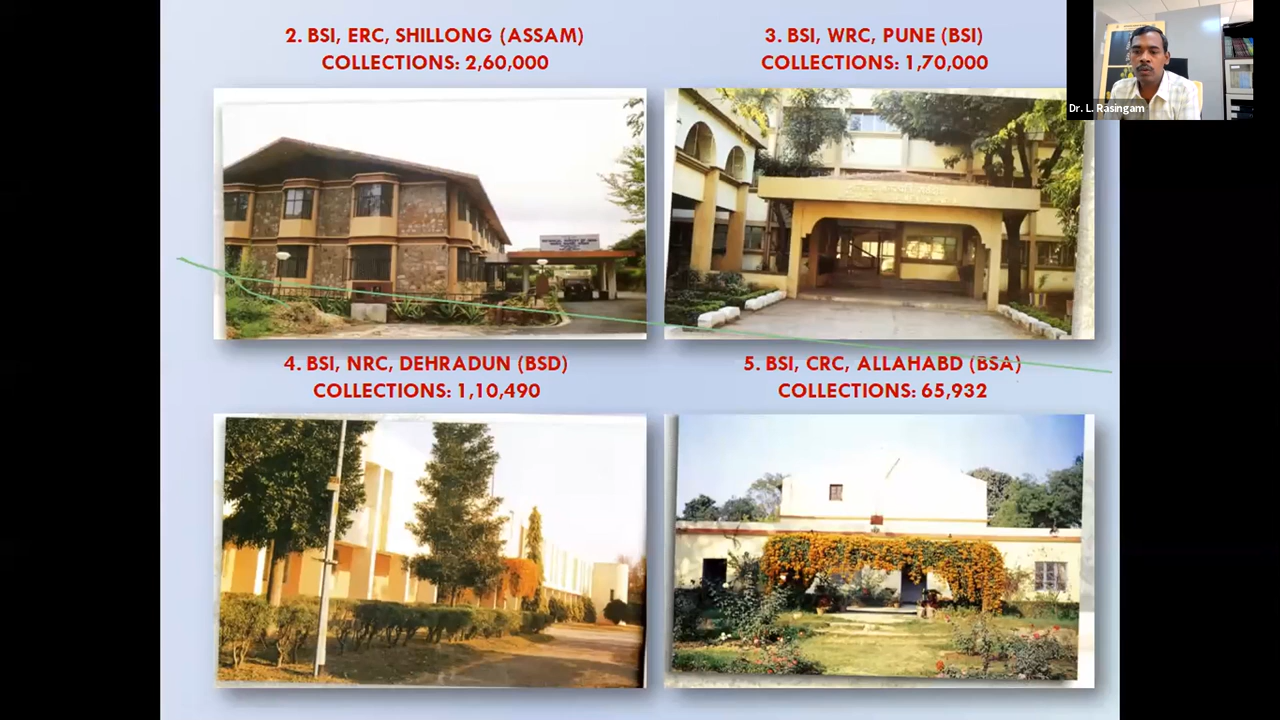 2. BSI, ERC, SHILLONG (ASSAM)
COLLECTIONS: 2,60,000
3. BSI, WRC, PUNE (BSI)
COLLECTIONS: 1,70,000
Dr. L. Rasingam
4. BSI, NRC, DEHRADUN (BSD)
COLLECTIONS: 1,10,490
5. BSI, CRC, ALLAHABD (BSA)
COLLECTIONS: 65,932